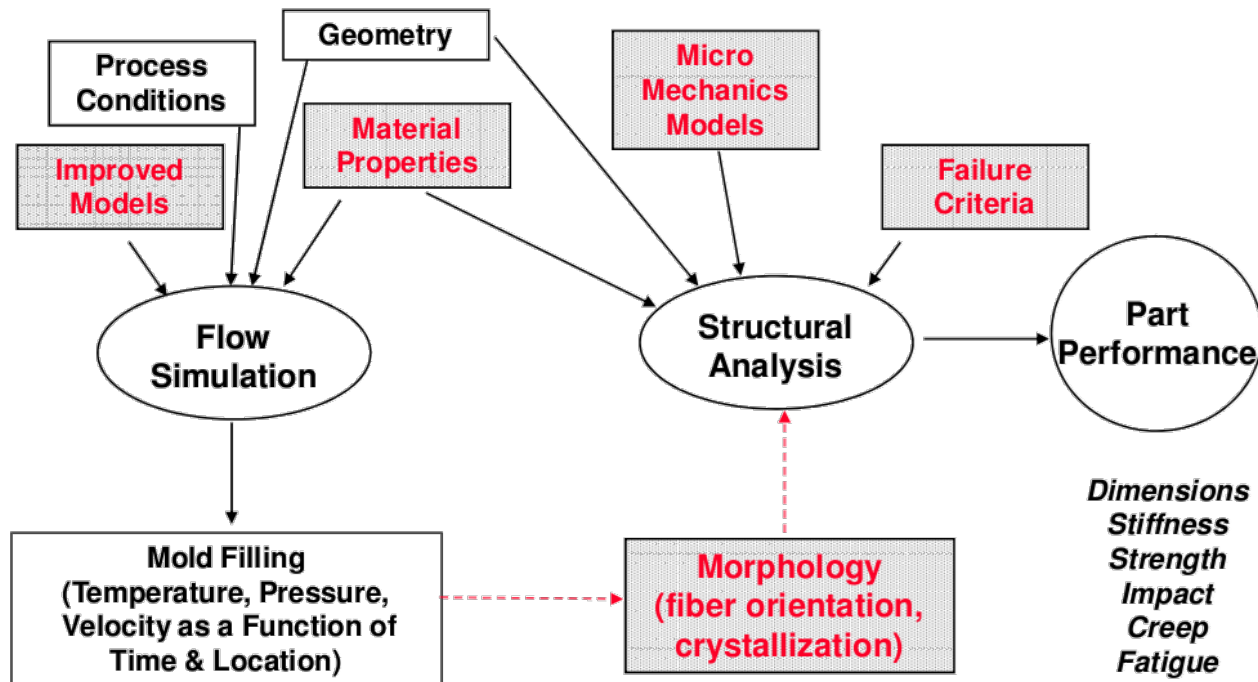 Geometry
Process
Conditions
Micro
Mechanics
Models
Material
Properties
Improved
Models
Failure
Criteria
Flow
Simulation
Structural
Analysis
Part
Performance
Mold Filling
(Temperature, Pressure,
Velocity as a Function of
Time & Location)
Morphology
(fiber orientation,
crystallization)
Dimensions
Stiffness
Strength
Impact
Creep
Fatigue